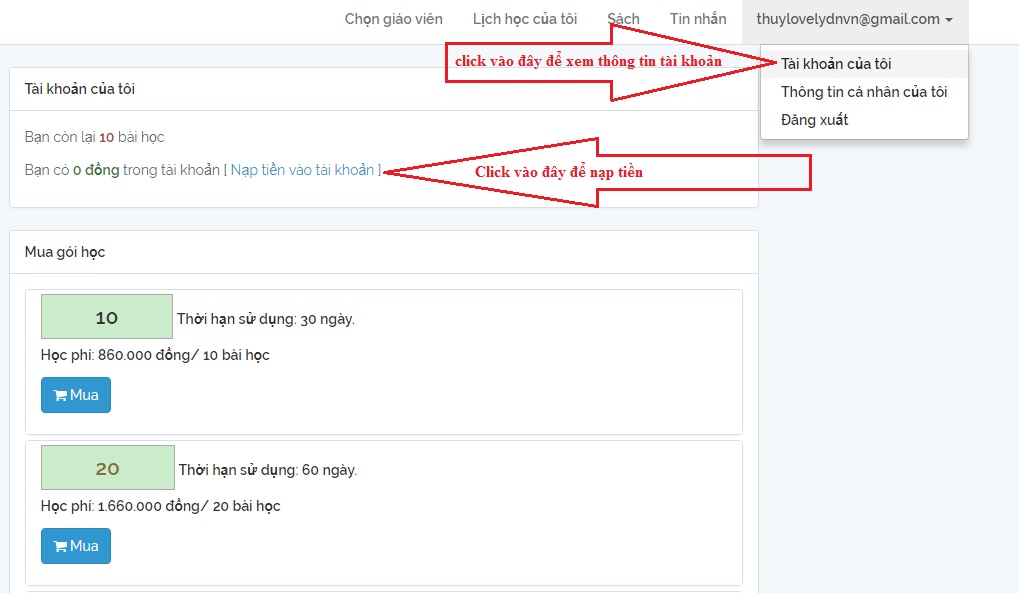 Chọn giáo viên Lịch học của tôi Sách Tin nhắn thuylovelydnvn@gmail.com
click vào đây để xem thông tin tài khoản
Tài khoản của tôi
Thông tin cá nhân của tôi
Đăng xuất
Tài khoản của tôi
Bạn còn lại 10 bài học
Bạn có 0 đồng trong tài khoản [ Nạp tiền vào tài khoản ]
Click vào đây để nạp tiền
Mua gói học
10 Thời hạn sử dụng: 30 ngày.
Học phí: 860.000 đồng/ 10 bài học
Mua
20 Thời hạn sử dụng: 60 ngày.
Học phí: 1.660.000 đồng/ 20 bài học
Mua